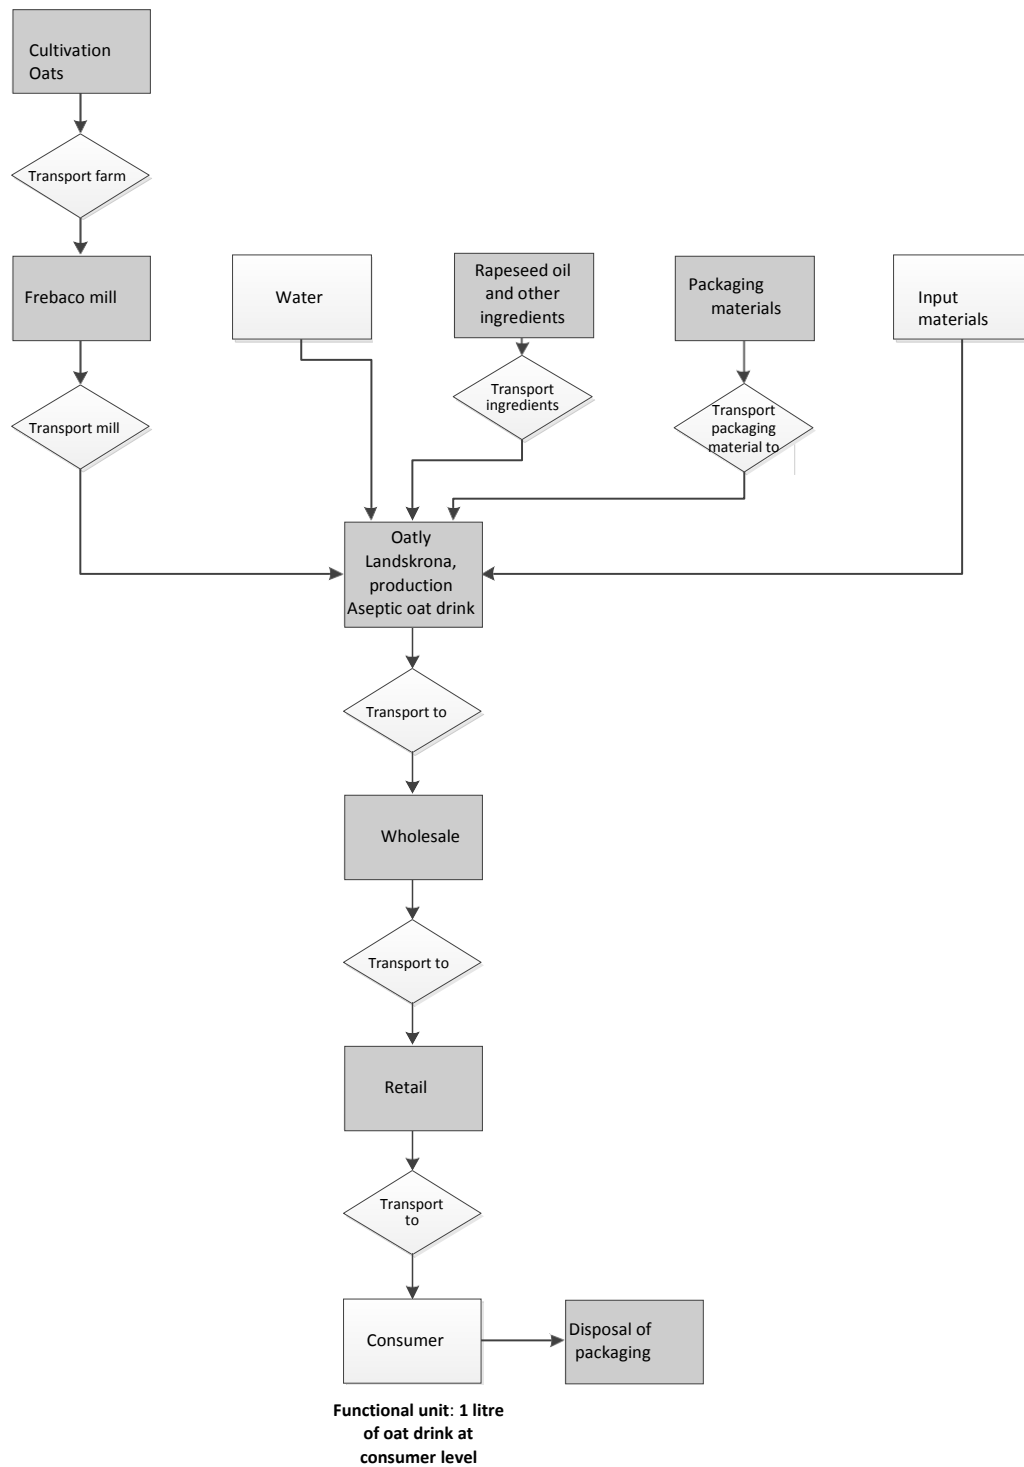 Cultivation
Oats
Transport farm
Frebaco mill
Water
Rapeseed oil
and other
ingredients
Packaging
materials
Input
materials
Transport mill
Transport
ingredients
Transport
packaging
material to
Oatly
Landskrona,
production
Aseptic oat drink
Transport to
Wholesale
Transport to
Retail
Transport
to
Consumer
Disposal of
packaging
Functional unit: 1 litre
of oat drink at
consumer level